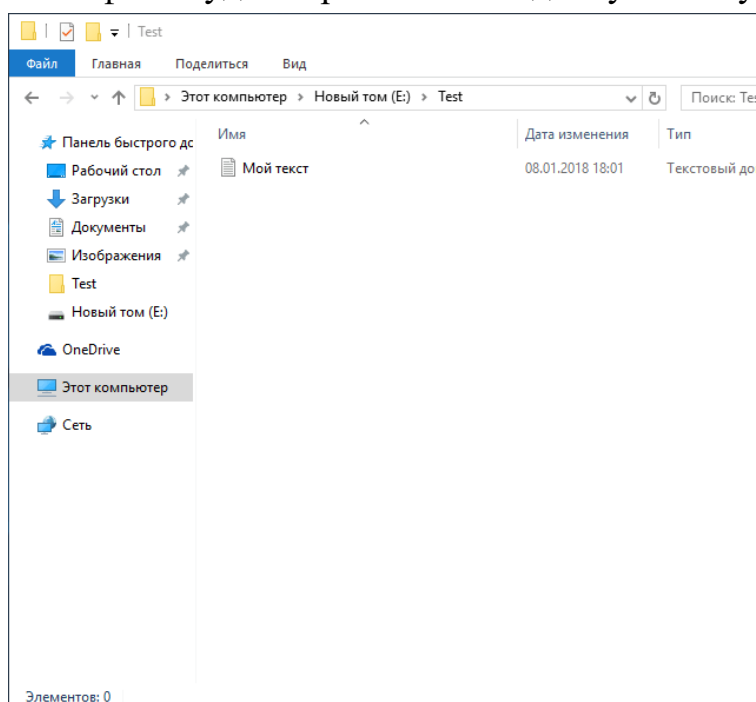 Test
Файл Главная Поделиться Вид
Этот компьютер > Новый том (E:) > Test Поиск: Te
Имя Дата изменения Тип
Панель быстрого дс
Мой текст 08.01.2018 18:01 Текстовый до
Рабочий стол
Загрузки
Документы
Изображения
Test
Новый том (E:)
OneDrive
Этот компьютер
Сеть
Элементов: 0